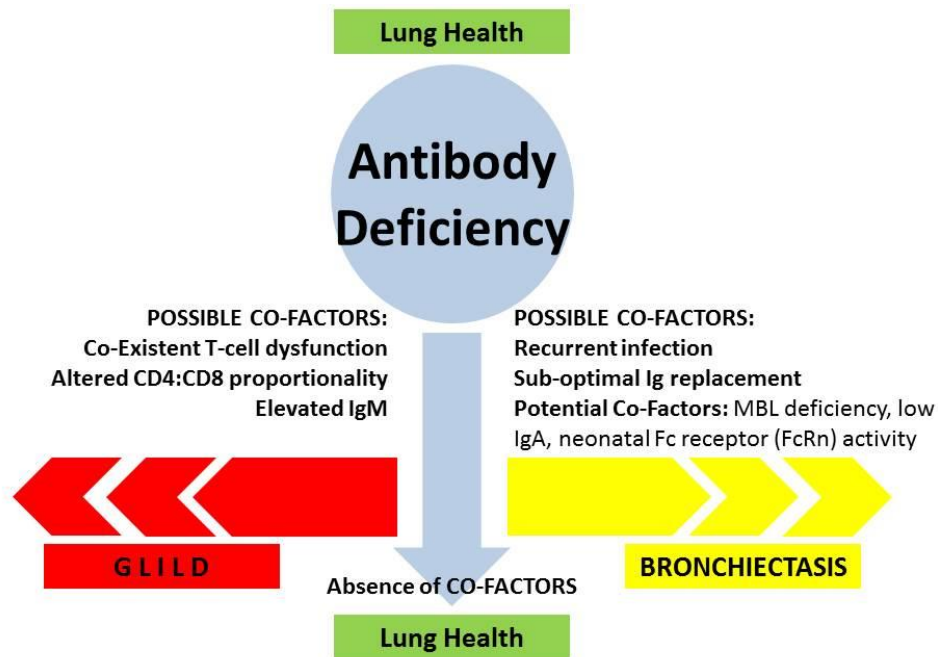 Lung Health
Antibody
Deficiency
POSSIBLE CO-FACTORS:
Co-Existent T-cell dysfunction
Altered CD4:CD8 proportionality
Elevated IgM
POSSIBLE CO-FACTORS:
Recurrent infection
Sub-optimal Ig replacement
Potential Co-Factors: MBL deficiency, low
IgA, neonatal Fc receptor (FcRn) activity
G L I L D
BRONCHIECTASIS
Absence of CO-FACTORS
Lung Health